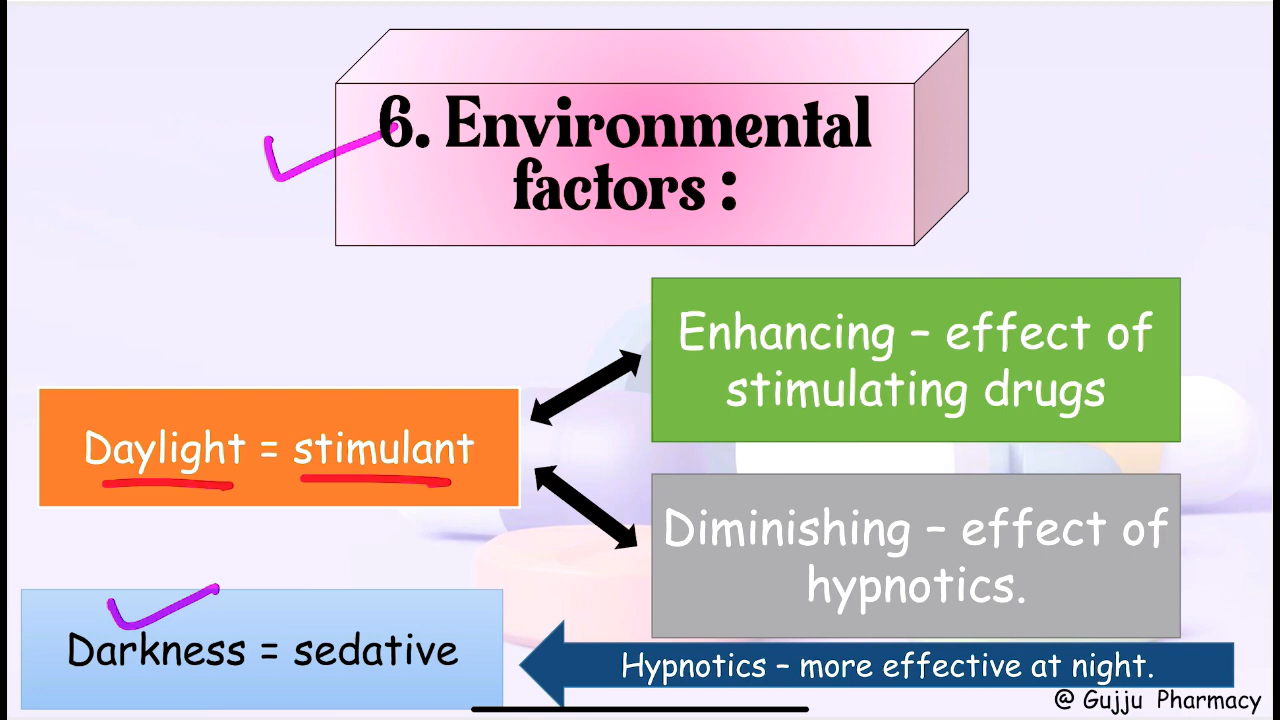 6. Environmental
factors :
Enhancing – effect of
stimulating drugs
Daylight = stimulant
Diminishing – effect of
hypnotics.
Darkness = sedative
Hypnotics – more effective at night.
@ Gujju Pharmacy